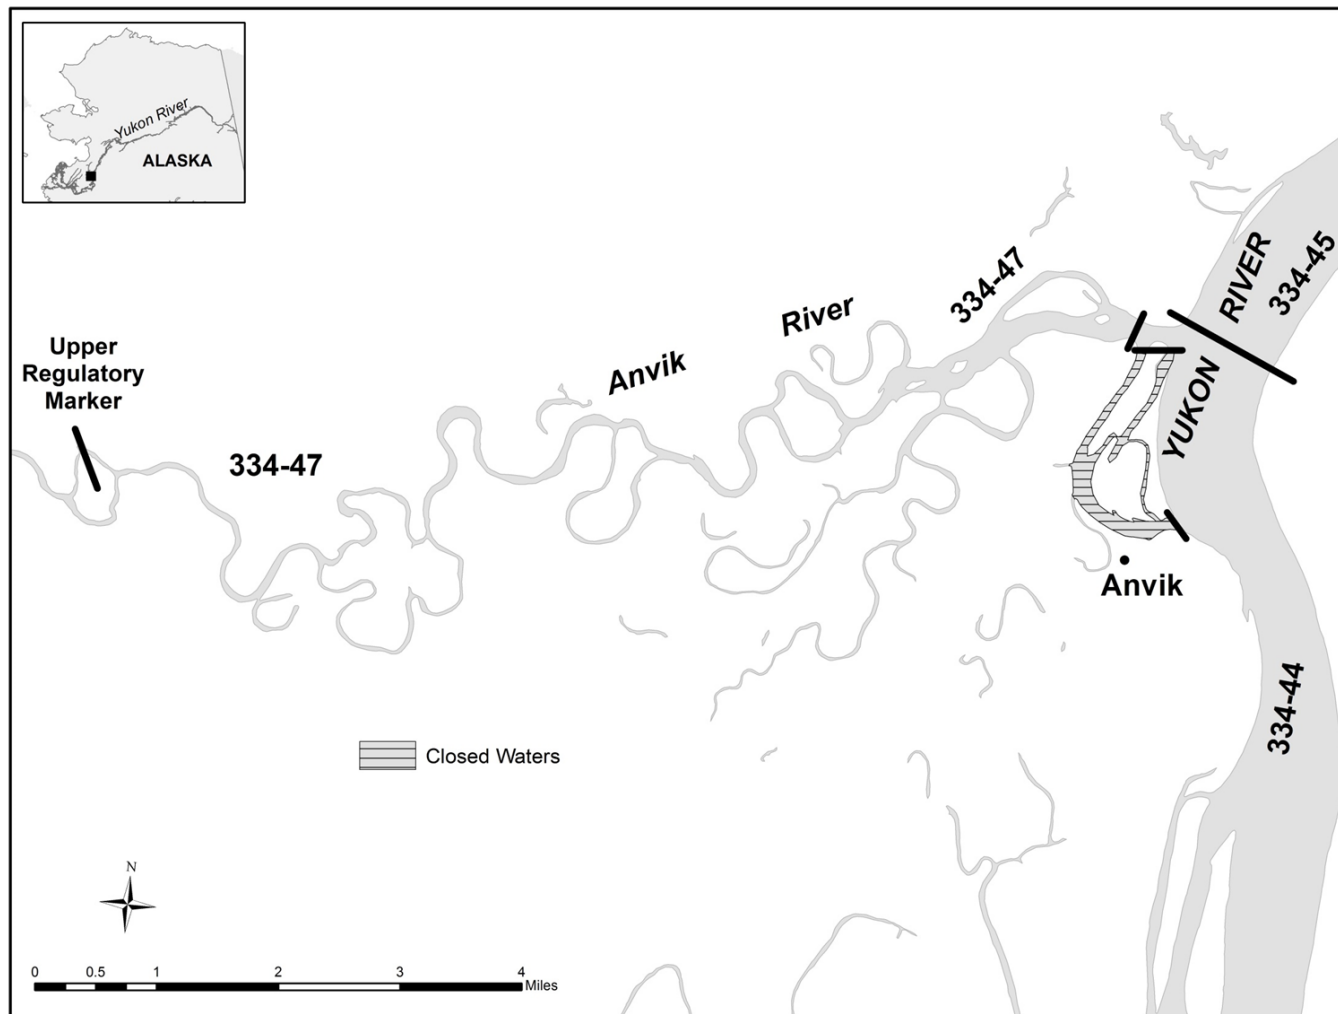 Yukon River
ALASKA
334-47
RIVER
334-45
River
Anvik
YUKON
Upper
Regulatory
Marker
334-47
Anvik
334-44
Closed Waters
N
0 0.5 1 2 3 4
Miles